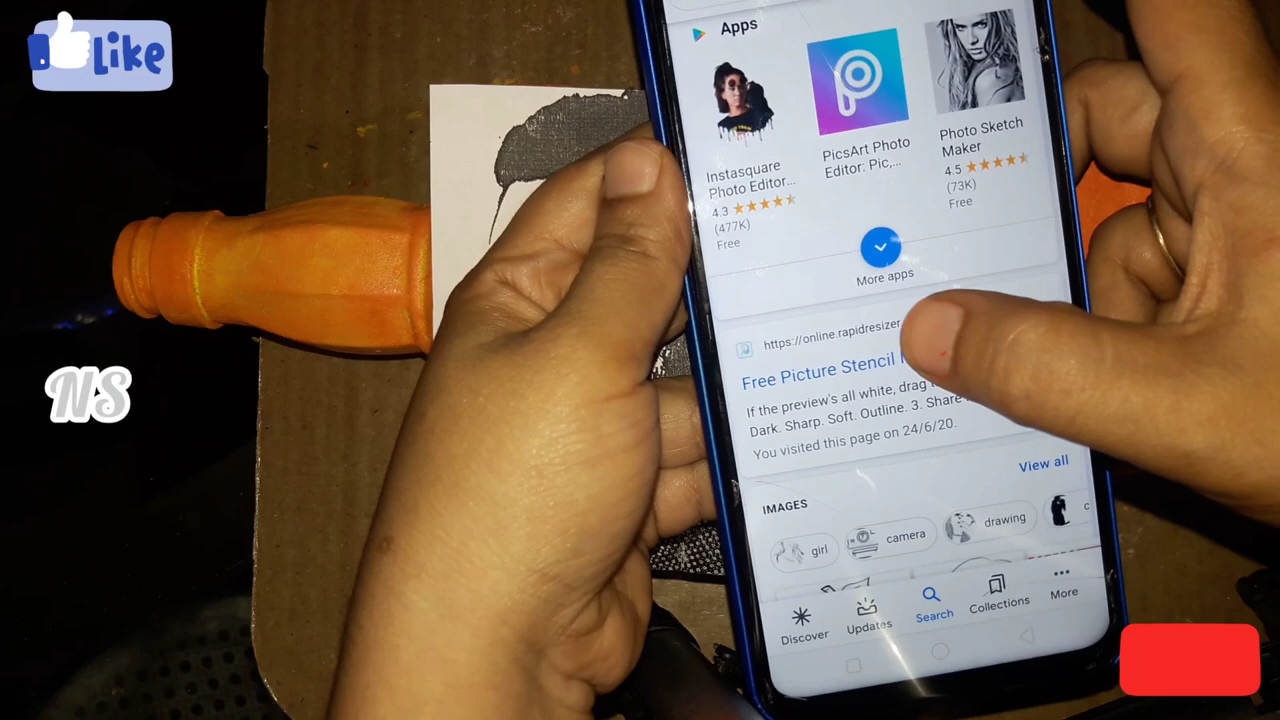 Like
NS
Apps
Instasquare
Photo Editor...
4.3
(477K)
Free
PicsArt Photo
Editor: Pic,...
Photo Sketch
Maker
4.5
(73K)
Free
More apps
https://online.rapidresizer
Free Picture Stencil
If the preview's all white, drag
Dark. Sharp. Soft. Outline. 3. Share
You visited this page on 24/6/20.
View all
IMAGES
girl
camera
drawing
c
Discover
Updates
Search
Collections
More